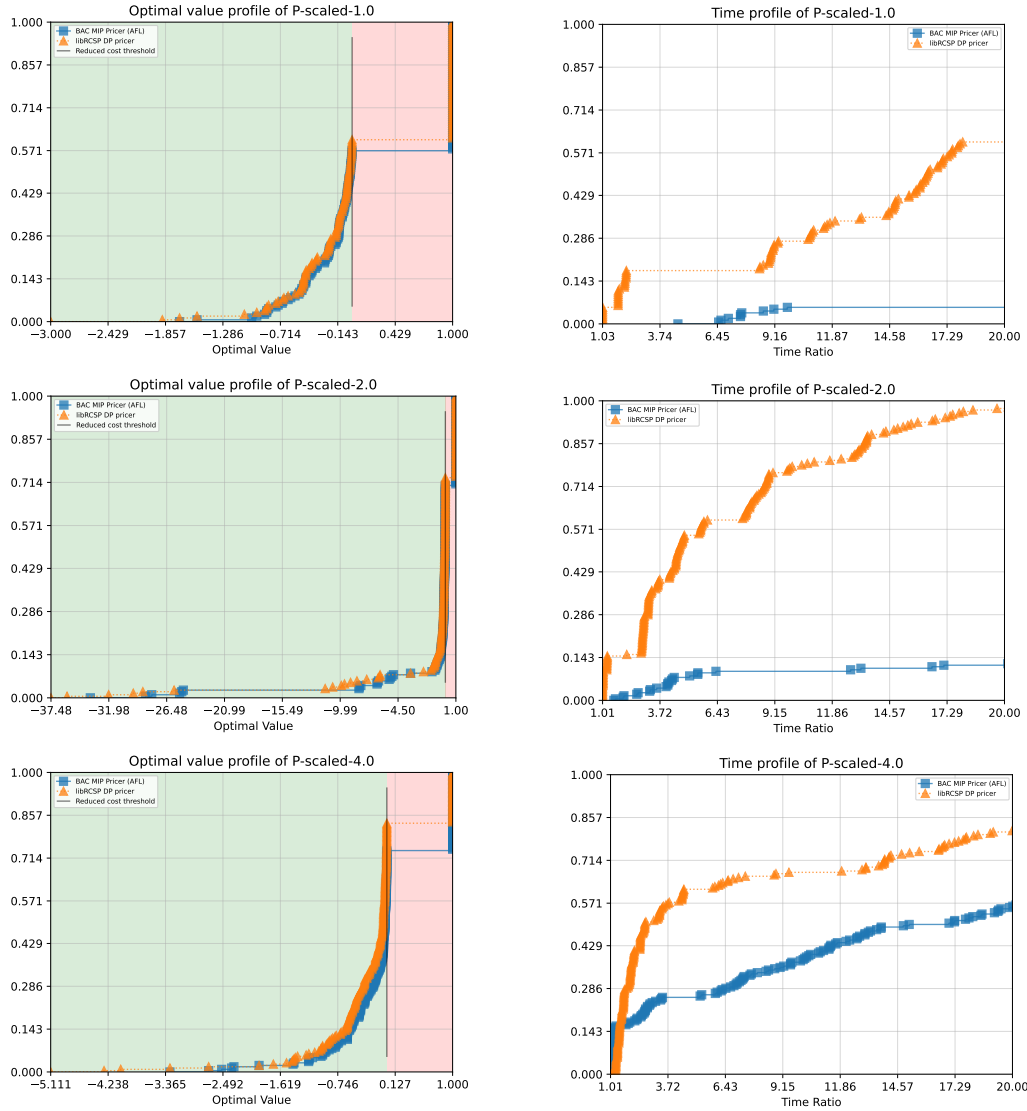 Optimal value profile of P-scaled-1.0
1.000
0.857
0.714
0.571
0.429
0.286
0.143
0.000
BAC MIP Pricer (AFL)
libRCSP DP pricer
Reduced cost threshold
−3.000 −2.429 −1.857 −1.286 −0.714 −0.143 0.429 1.000
Optimal Value
Time profile of P-scaled-1.0
1.000
0.857
0.714
0.571
0.429
0.286
0.143
0.000
BAC MIP Pricer (AFL)
libRCSP DP pricer
1.03 3.74 6.45 9.16 11.87 14.58 17.29 20.00
Time Ratio
Optimal value profile of P-scaled-2.0
1.000
0.857
0.714
0.571
0.429
0.286
0.143
0.000
BAC MIP Pricer (AFL)
libRCSP DP pricer
Reduced cost threshold
−37.48 −31.98 −26.48 −20.99 −15.49 −9.99 −4.50 1.00
Optimal Value
Time profile of P-scaled-2.0
1.000
0.857
0.714
0.571
0.429
0.286
0.143
0.000
BAC MIP Pricer (AFL)
libRCSP DP pricer
1.01 3.72 6.43 9.15 11.86 14.57 17.29 20.00
Time Ratio
Optimal value profile of P-scaled-4.0
1.000
0.857
0.714
0.571
0.429
0.286
0.143
0.000
BAC MIP Pricer (AFL)
libRCSP DP pricer
Reduced cost threshold
−5.111 −4.238 −3.365 −2.492 −1.619 −0.746 0.127 1.000
Optimal Value
Time profile of P-scaled-4.0
1.000
0.857
0.714
0.571
0.429
0.286
0.143
0.000
BAC MIP Pricer (AFL)
libRCSP DP pricer
1.01 3.72 6.43 9.15 11.86 14.57 17.29 20.00
Time Ratio